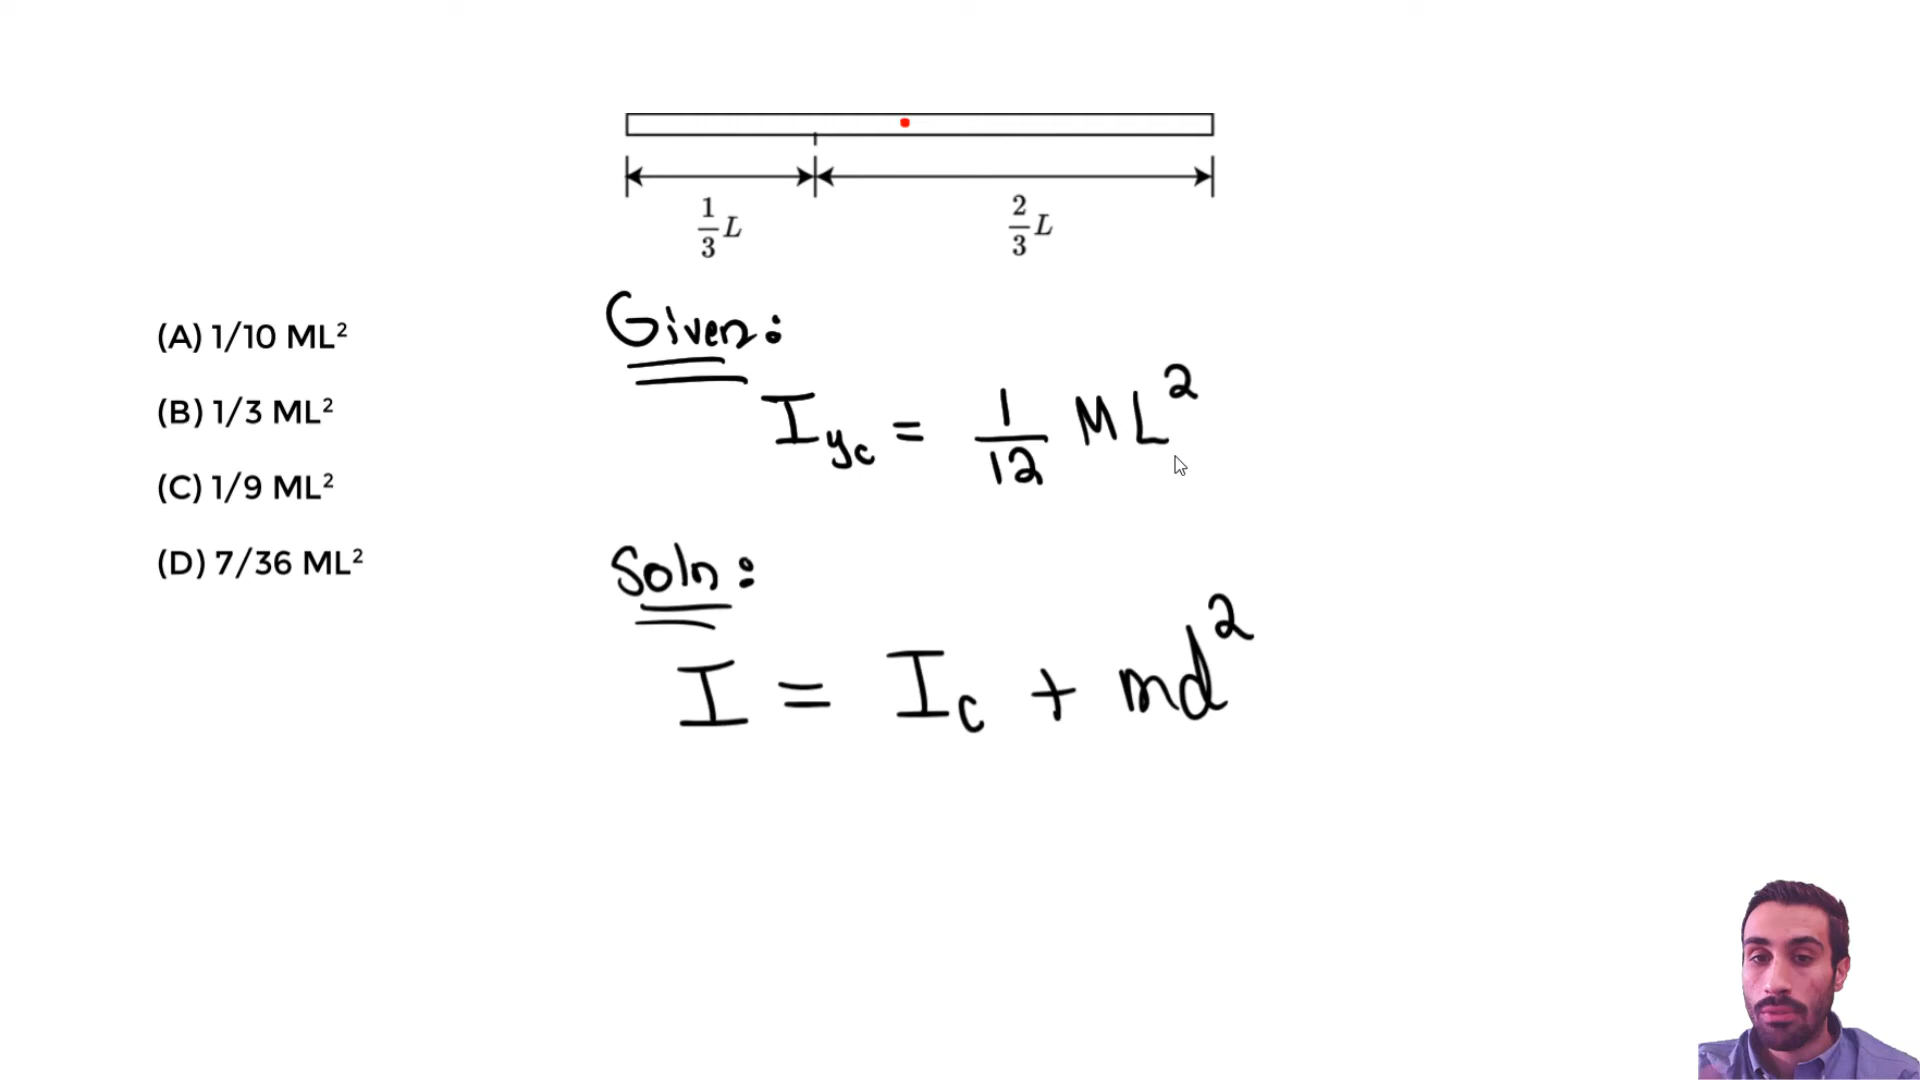 1/3 L
2/3 L
(A) 1/10 ML²
(B) 1/3 ML²
(C) 1/9 ML²
(D) 7/36 ML²
Given:
I_yc = 1/12 ML²
Soln:
I = I_c + md²